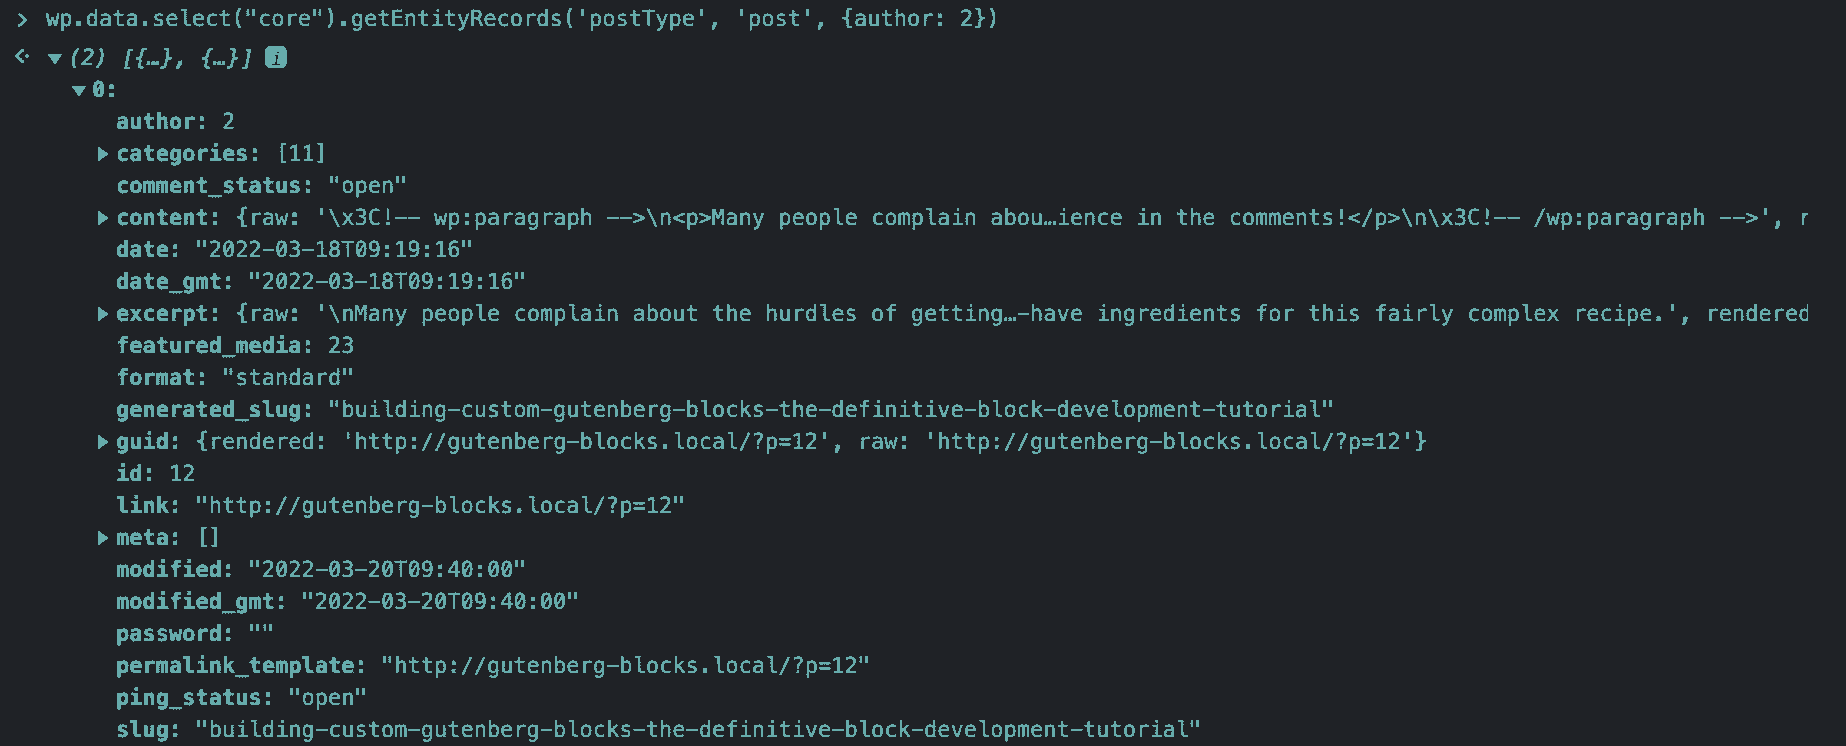 > wp.data.select("core").getEntityRecords('postType', 'post', {author: 2})
(2) [{…}, {…}] i
0:
author: 2
categories: [11]
comment_status: "open"
content: {raw: '\x3C!-- wp:paragraph -->\n<p>Many people complain abou…ience in the comments!</p>\n\x3C!-- /wp:paragraph -->', r
date: "2022-03-18T09:19:16"
date_gmt: "2022-03-18T09:19:16"
excerpt: {raw: '\nMany people complain about the hurdles of getting…-have ingredients for this fairly complex recipe.', rendered
featured_media: 23
format: "standard"
generated_slug: "building-custom-gutenberg-blocks-the-definitive-block-development-tutorial"
guid: {rendered: 'http://gutenberg-blocks.local/?p=12', raw: 'http://gutenberg-blocks.local/?p=12'}
id: 12
link: "http://gutenberg-blocks.local/?p=12"
meta: []
modified: "2022-03-20T09:40:00"
modified_gmt: "2022-03-20T09:40:00"
password: ""
permalink_template: "http://gutenberg-blocks.local/?p=12"
ping_status: "open"
slug: "building-custom-gutenberg-blocks-the-definitive-block-development-tutorial"